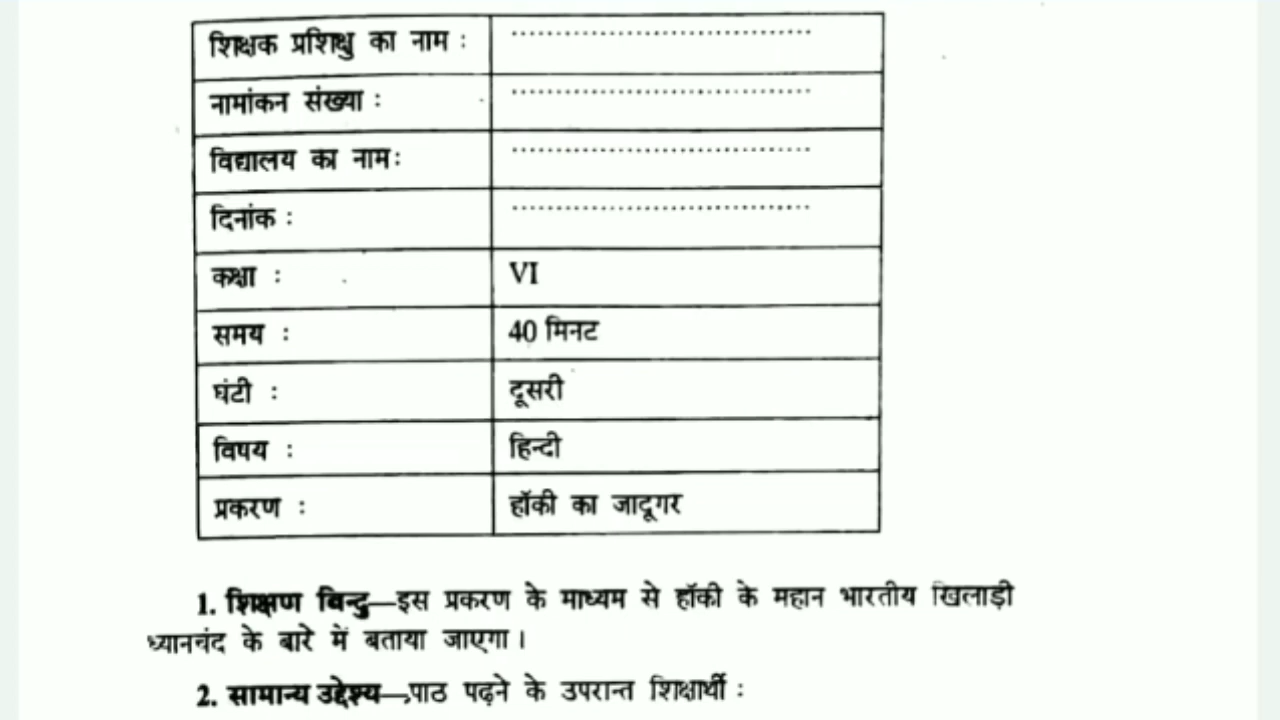 शिक्षक प्रशिक्षु का नाम : ................................
नामांकन संख्या : ................................
विद्यालय का नामः ................................
दिनांक : ................................
कक्षा : VI
समय : 40 मिनट
घंटी : दूसरी
विषय : हिन्दी
प्रकरण : हॉकी का जादूगर
1. शिक्षण बिन्दु—इस प्रकरण के माध्यम से हॉकी के महान भारतीय खिलाड़ी
ध्यानचंद के बारे में बताया जाएगा।
2. सामान्य उद्देश्य—पाठ पढ़ने के उपरान्त शिक्षार्थी :